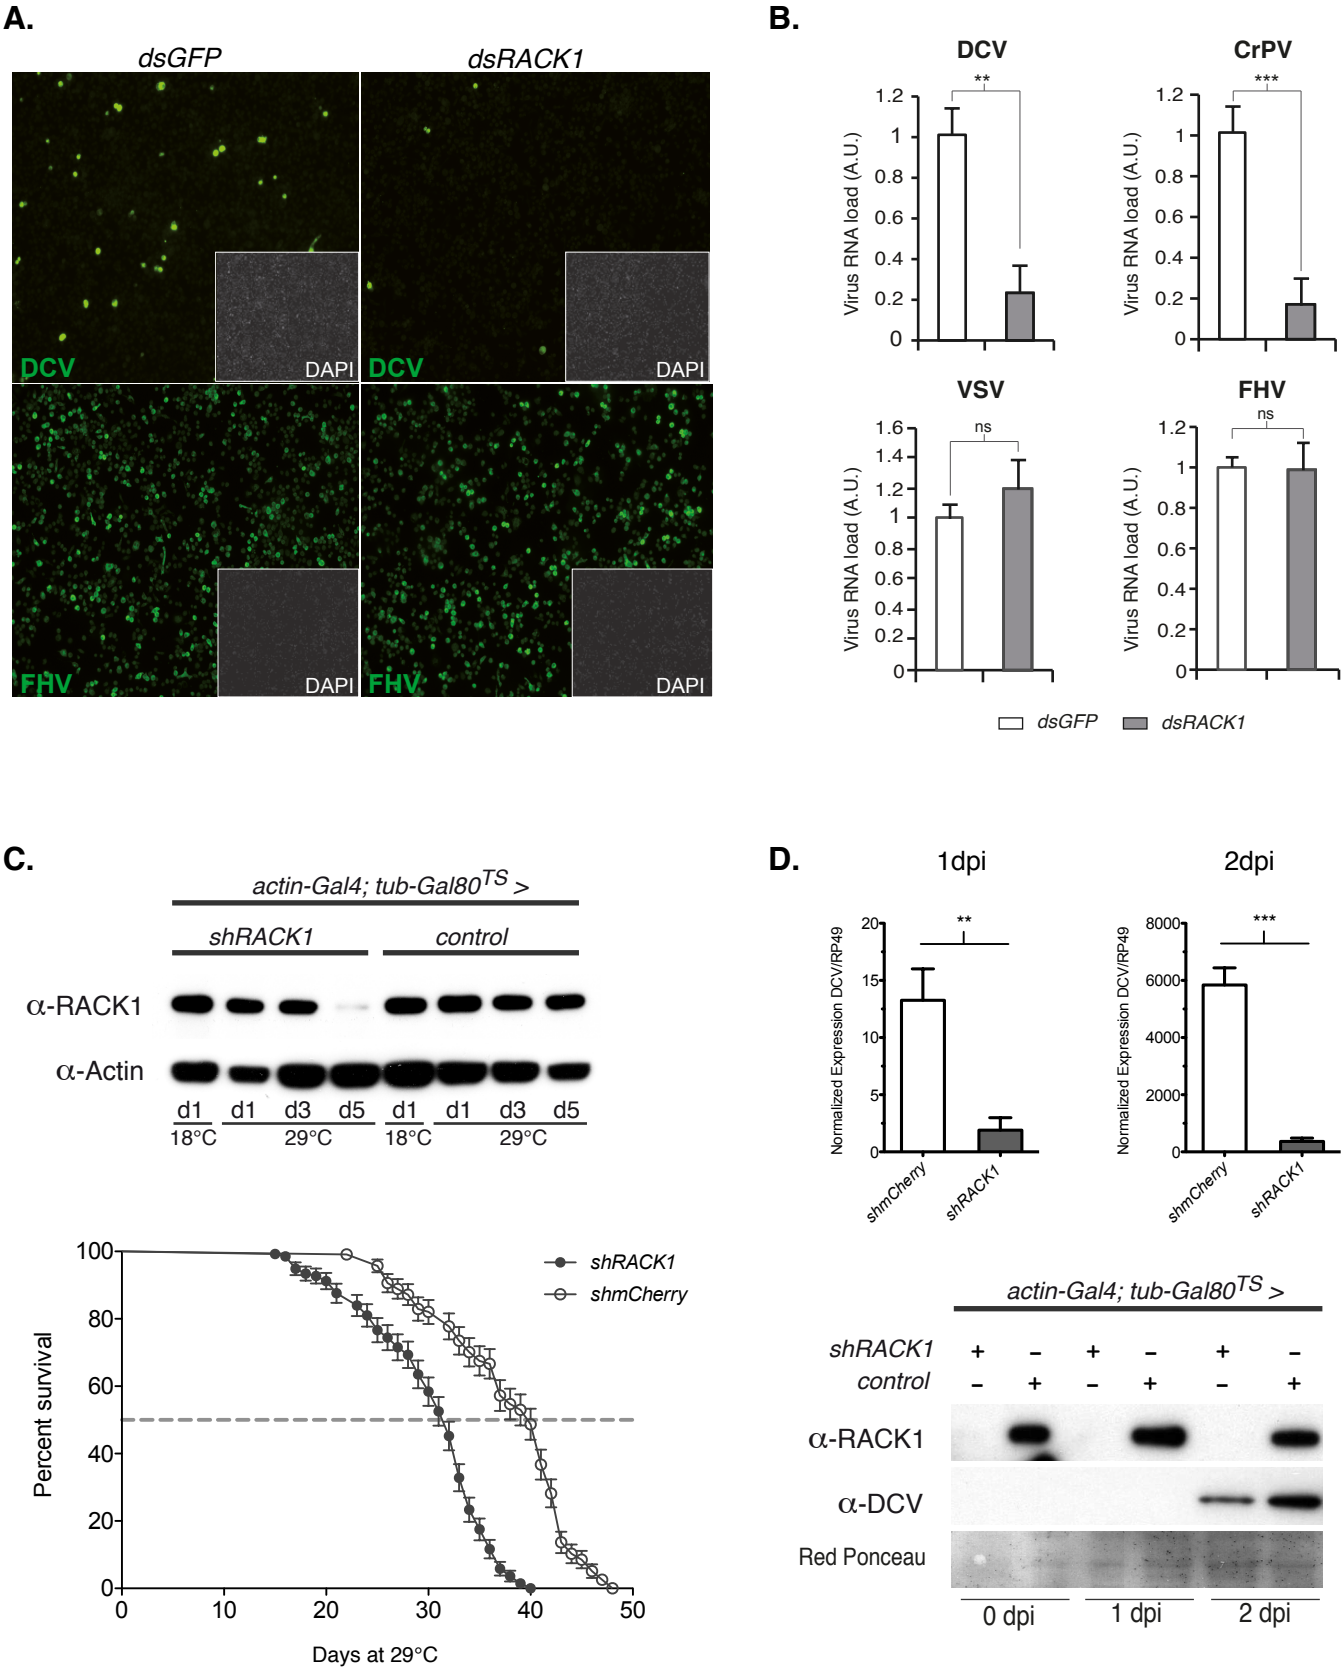 A.
dsGFP
dsRACK1
DCV
DAPI
DCV
DAPI
FHV
DAPI
FHV
DAPI
B.
DCV
**
Virus RNA load (A.U.)
1.2
1
0.8
0.6
0.4
0.2
0
CrPV
***
Virus RNA load (A.U.)
1.2
1
0.8
0.6
0.4
0.2
0
VSV
ns
Virus RNA load (A.U.)
1.6
1.4
1.2
1
0.8
0.6
0.4
0.2
0
FHV
ns
Virus RNA load (A.U.)
1.2
1
0.8
0.6
0.4
0.2
0
dsGFP
dsRACK1
C.
actin-Gal4; tub-Gal80TS >
shRACK1
control
α-RACK1
α-Actin
d1 d1 d3 d5 d1 d1 d3 d5
18°C 29°C 18°C 29°C
Percent survival
100
80
60
40
20
0
0 10 20 30 40 50
Days at 29°C
shRACK1
shmCherry
D.
1dpi
**
Normalized Expression DCV/RP49
20
15
10
5
0
shmCherry
shRACK1
2dpi
***
Normalized Expression DCV/RP49
8000
6000
4000
2000
0
shmCherry
shRACK1
actin-Gal4; tub-Gal80TS >
shRACK1 + – + – + –
control – + – + – +
α-RACK1
α-DCV
Red Ponceau
0 dpi 1 dpi 2 dpi